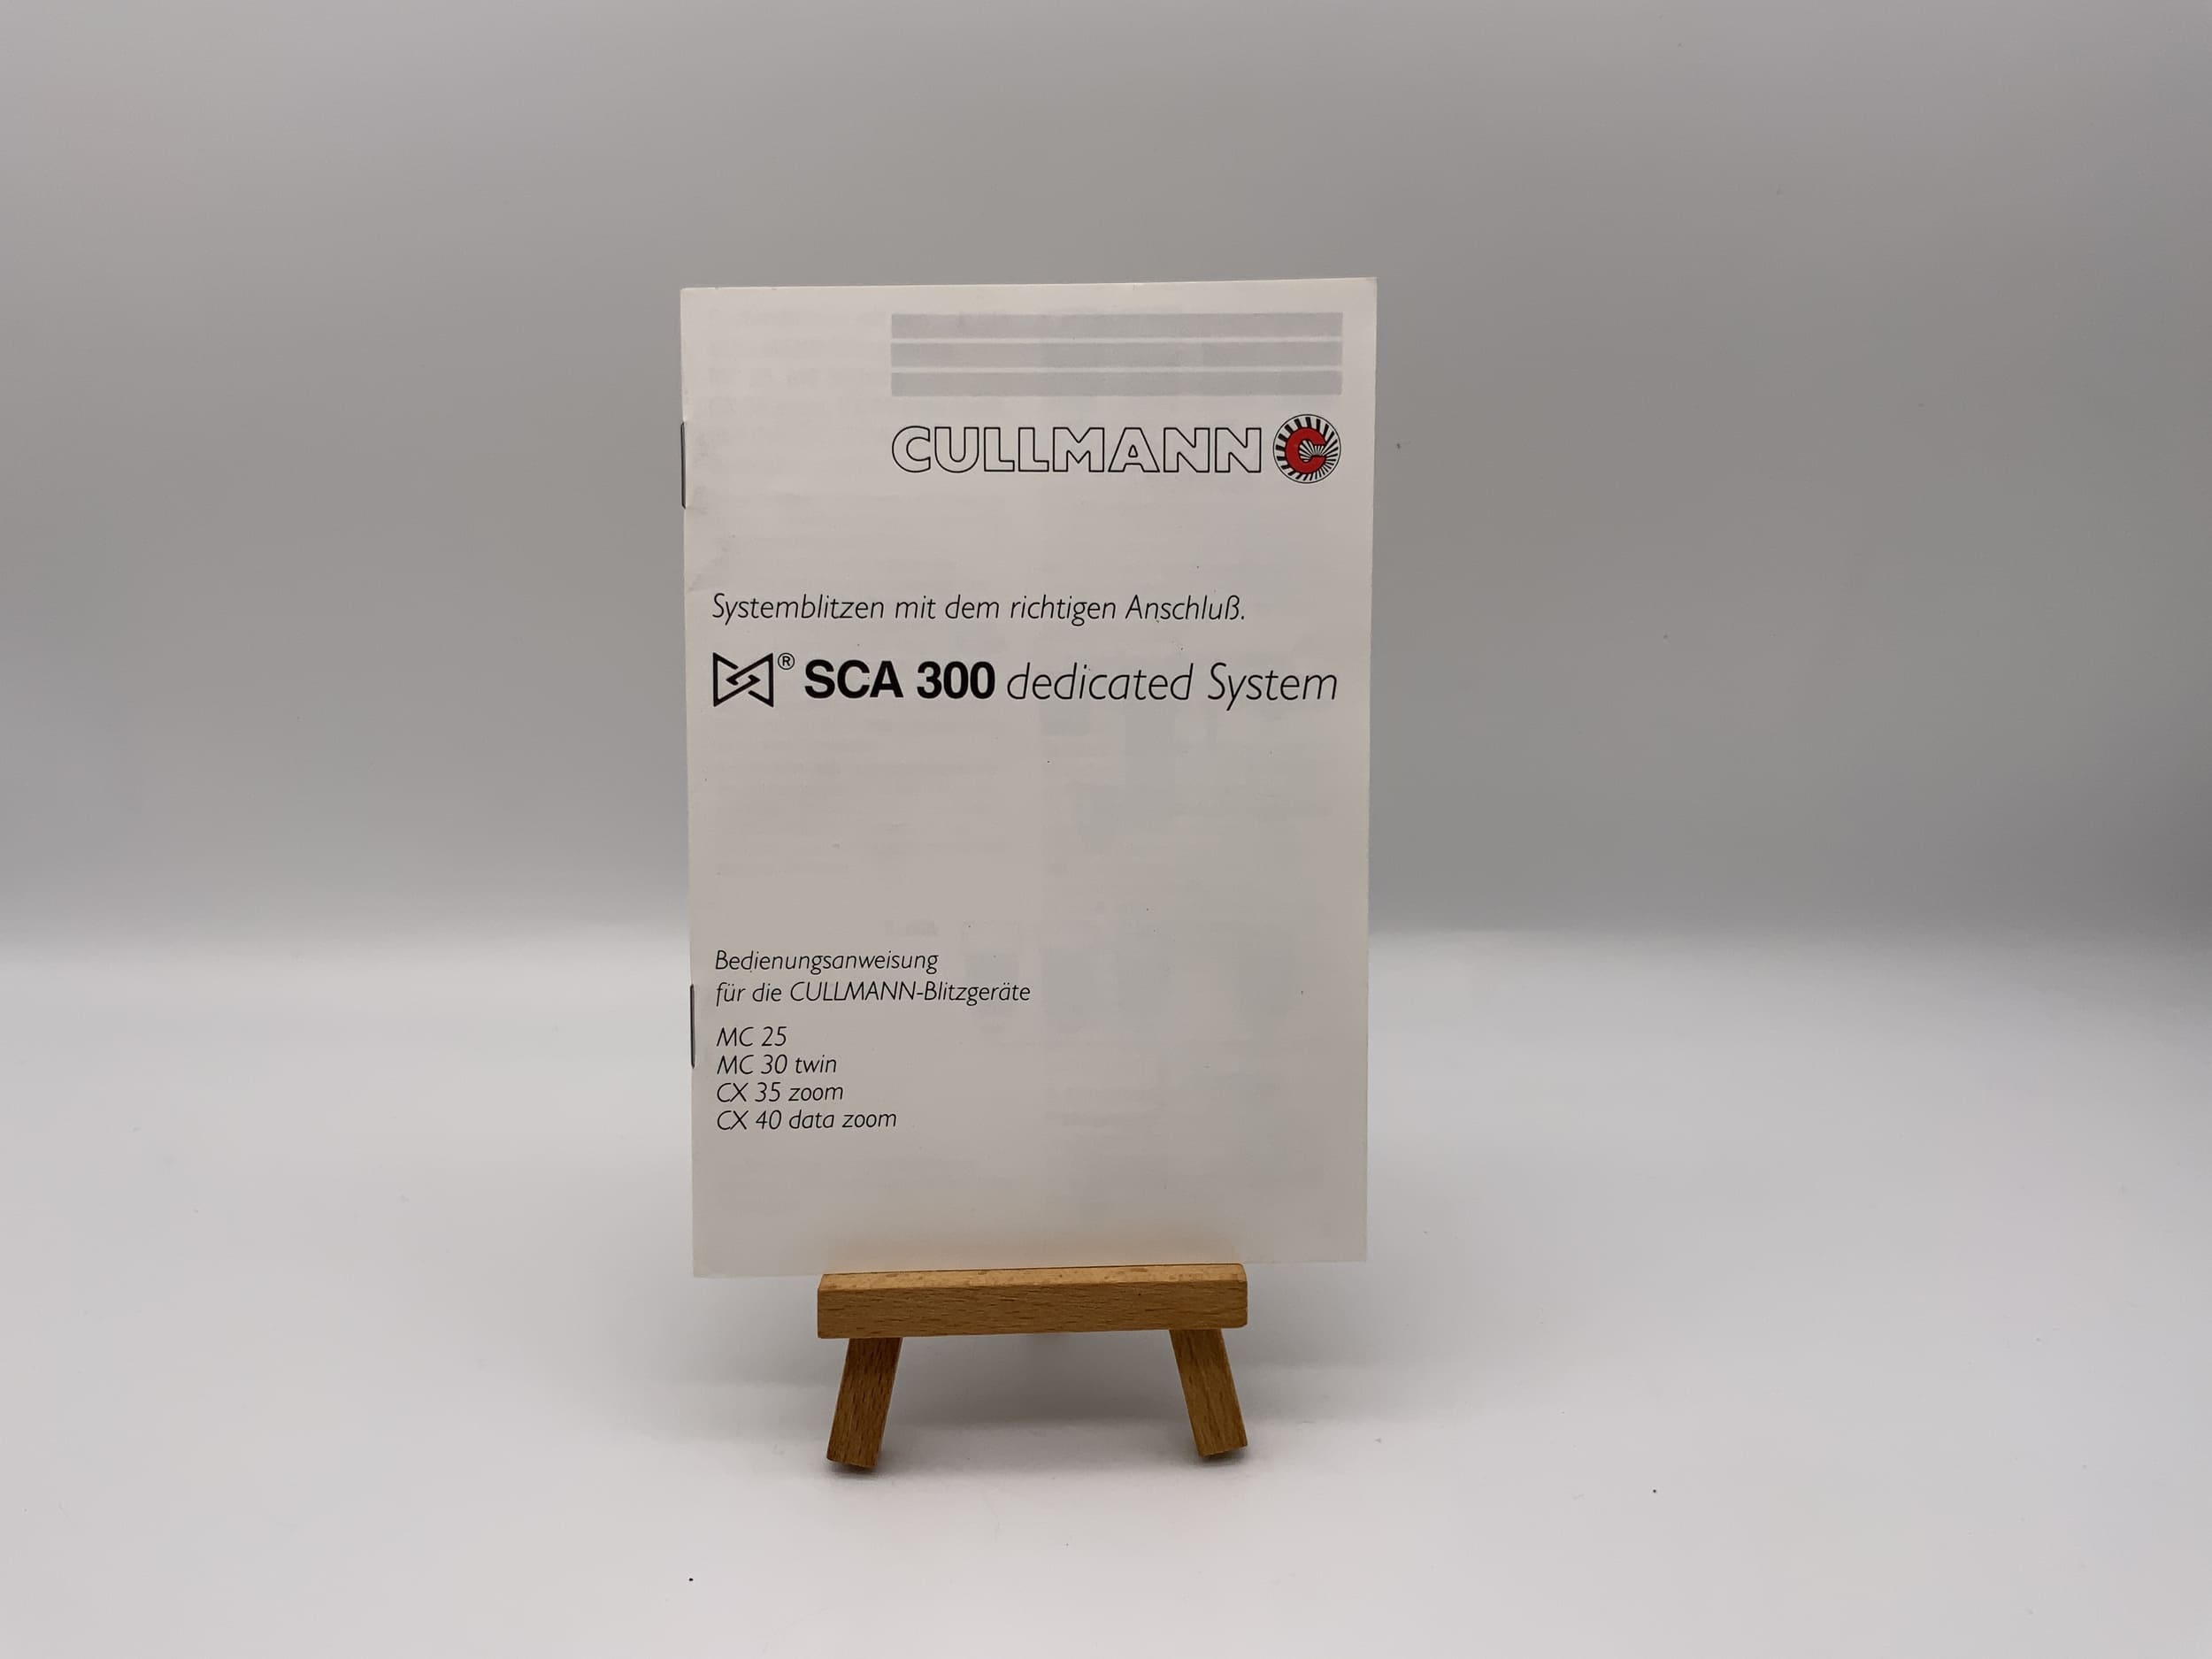 CULLMANN
Systemblitzen mit dem richtigen Anschluß.
® SCA 300 dedicated System
Bedienungsanweisung
für die CULLMANN-Blitzgeräte
MC 25
MC 30 twin
CX 35 zoom
CX 40 data zoom